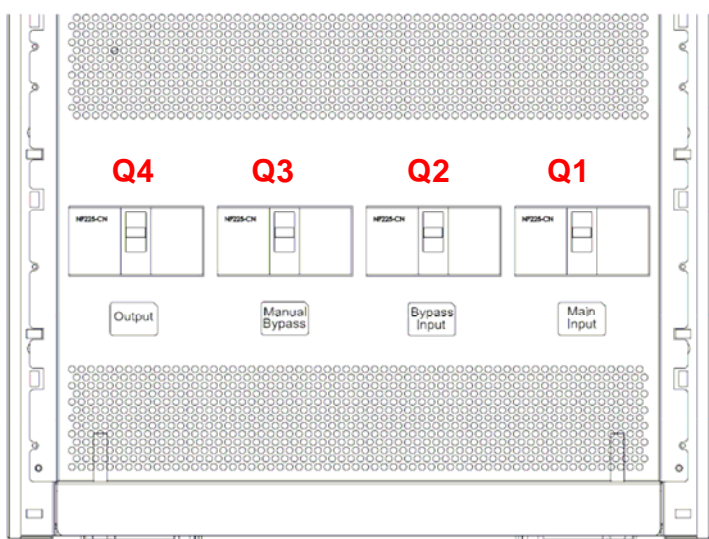 Q4 Q3 Q2 Q1
NF225-CN NF225-CN NF225-CN NF225-CN
Output
Manual
Bypass
Bypass
Input
Main
Input